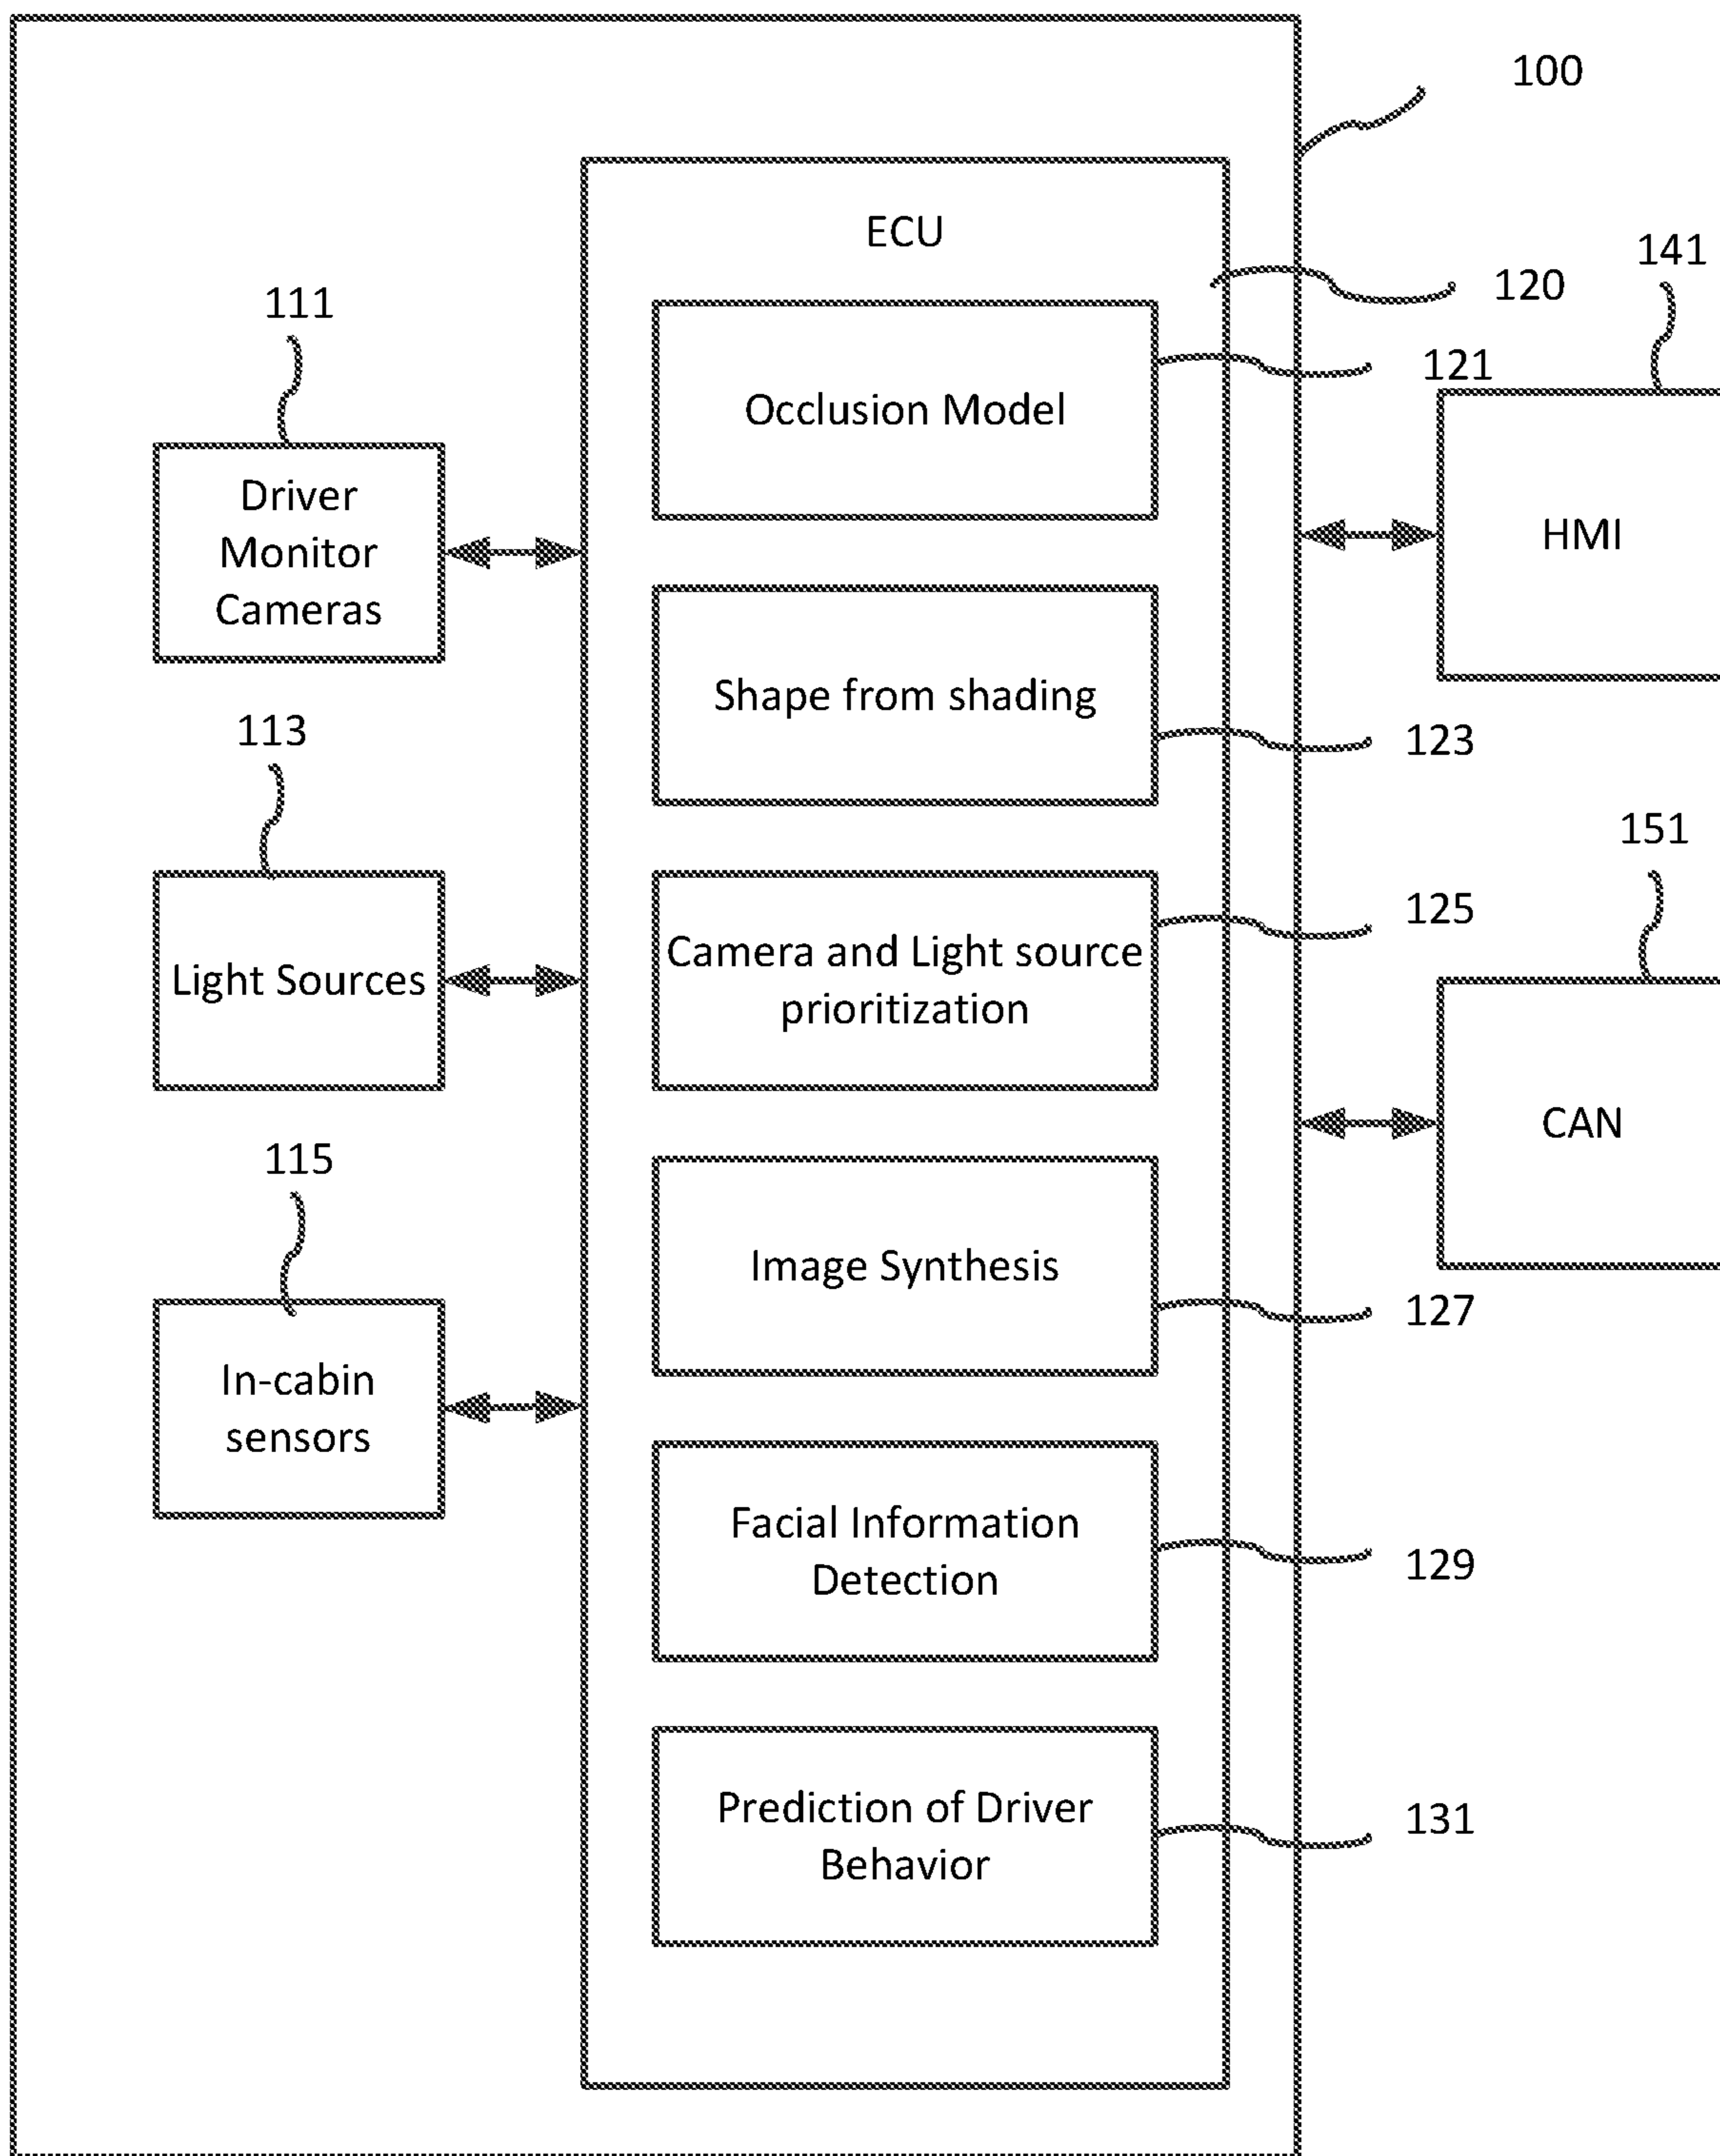 100
ECU
141
120
111
121
Occlusion Model
Driver
Monitor
Cameras
HMI
Shape from shading
113
123
151
125
Camera and Light source
prioritization
Light Sources
CAN
115
Image Synthesis
127
In-cabin
sensors
Facial Information
Detection
129
Prediction of Driver
Behavior
131